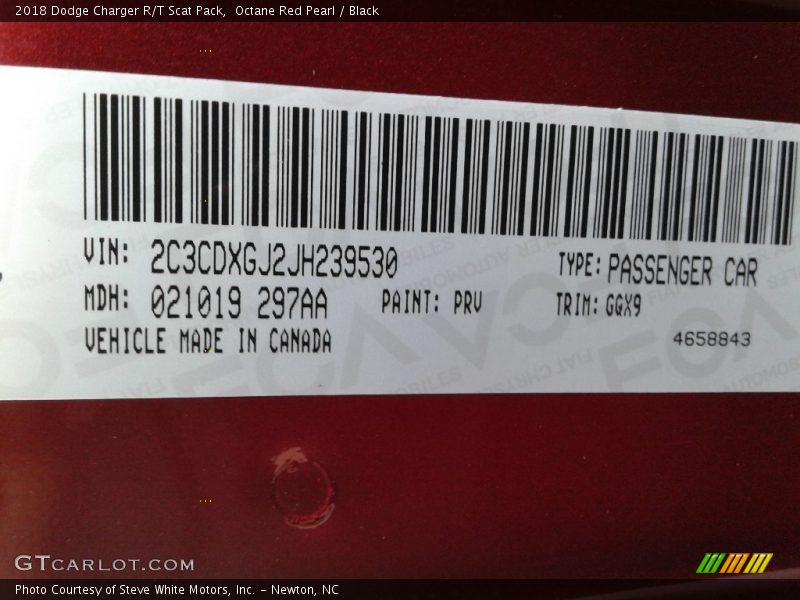 2018 Dodge Charger R/T Scat Pack,  Octane Red Pearl / Black
VIN: 2C3CDXGJ2JH239530 TYPE: PASSENGER CAR
MDH: 021019 297AA PAINT: PRV TRIM: GGX9
VEHICLE MADE IN CANADA 4658843
GTCARLOT.COM
Photo Courtesy of Steve White Motors, Inc. – Newton, NC